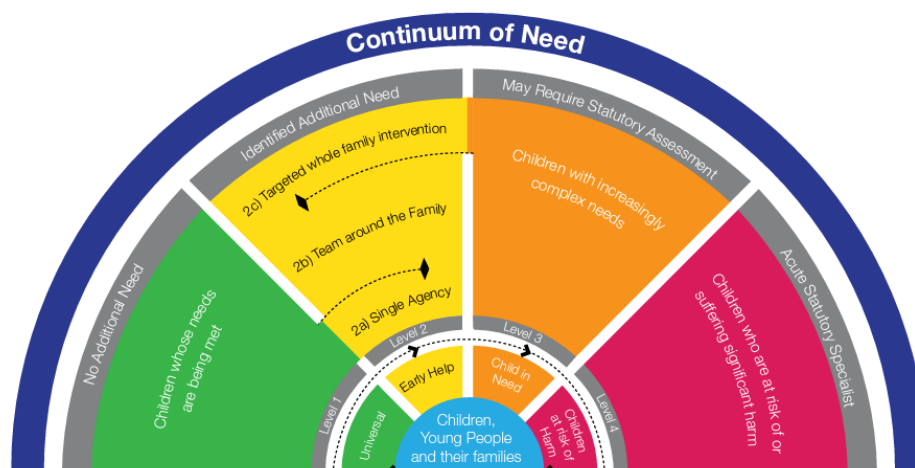 Continuum of Need
No Additional Need
Identified Additional Need
May Require Statutory Assessment
Acute Statutory Specialist
Children whose needs
are being met
2c) Targeted whole family intervention
2b) Team around the Family
2a) Single Agency
Children with increasingly
complex needs
Children who are at risk of or
suffering significant harm
Level 1
Level 2
Level 3
Level 4
Universal
Early Help
Child in
Need
Children
at risk of
Harm
Children,
Young People
and their families